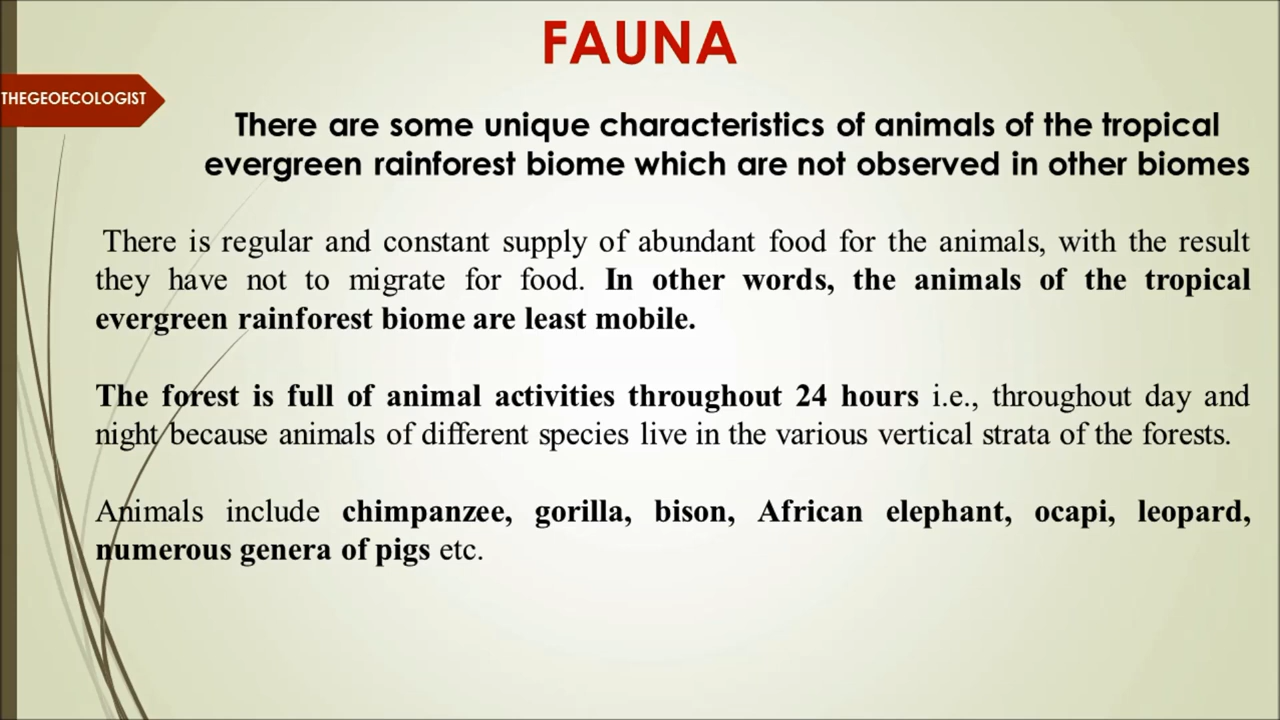 FAUNA
THEGEOECOLOGIST
There are some unique characteristics of animals of the tropical
evergreen rainforest biome which are not observed in other biomes
There is regular and constant supply of abundant food for the animals, with the result
they have not to migrate for food. In other words, the animals of the tropical
evergreen rainforest biome are least mobile.
The forest is full of animal activities throughout 24 hours i.e., throughout day and
night because animals of different species live in the various vertical strata of the forests.
Animals include chimpanzee, gorilla, bison, African elephant, ocapi, leopard,
numerous genera of pigs etc.